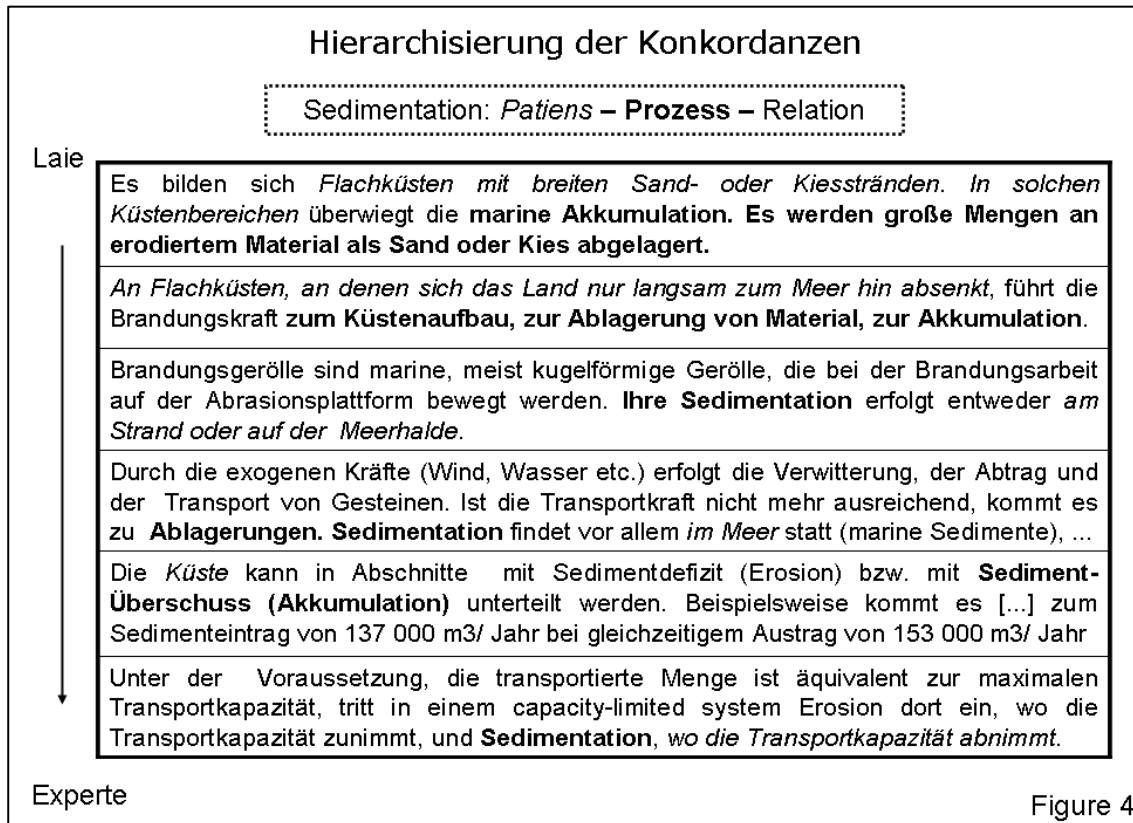 Hierarchisierung der Konkordanzen
Sedimentation: Patiens – Prozess – Relation
Laie
Es bilden sich Flachküsten mit breiten Sand- oder Kiesstränden. In solchen
Küstenbereichen überwiegt die marine Akkumulation. Es werden große Mengen an
erodiertem Material als Sand oder Kies abgelagert.
An Flachküsten, an denen sich das Land nur langsam zum Meer hin absenkt, führt die
Brandungskraft zum Küstenaufbau, zur Ablagerung von Material, zur Akkumulation.
Brandungsgerölle sind marine, meist kugelförmige Gerölle, die bei der Brandungsarbeit
auf der Abrasionsplattform bewegt werden. Ihre Sedimentation erfolgt entweder am
Strand oder auf der Meerhalde.
Durch die exogenen Kräfte (Wind, Wasser etc.) erfolgt die Verwitterung, der Abtrag und
der Transport von Gesteinen. Ist die Transportkraft nicht mehr ausreichend, kommt es
zu Ablagerungen. Sedimentation findet vor allem im Meer statt (marine Sedimente), ...
Die Küste kann in Abschnitte mit Sedimentdefizit (Erosion) bzw. mit Sediment-
Überschuss (Akkumulation) unterteilt werden. Beispielsweise kommt es [...] zum
Sedimenteintrag von 137 000 m3/ Jahr bei gleichzeitigem Austrag von 153 000 m3/ Jahr
Unter der Voraussetzung, die transportierte Menge ist äquivalent zur maximalen
Transportkapazität, tritt in einem capacity-limited system Erosion dort ein, wo die
Transportkapazität zunimmt, und Sedimentation, wo die Transportkapazität abnimmt.
Experte
Figure 4